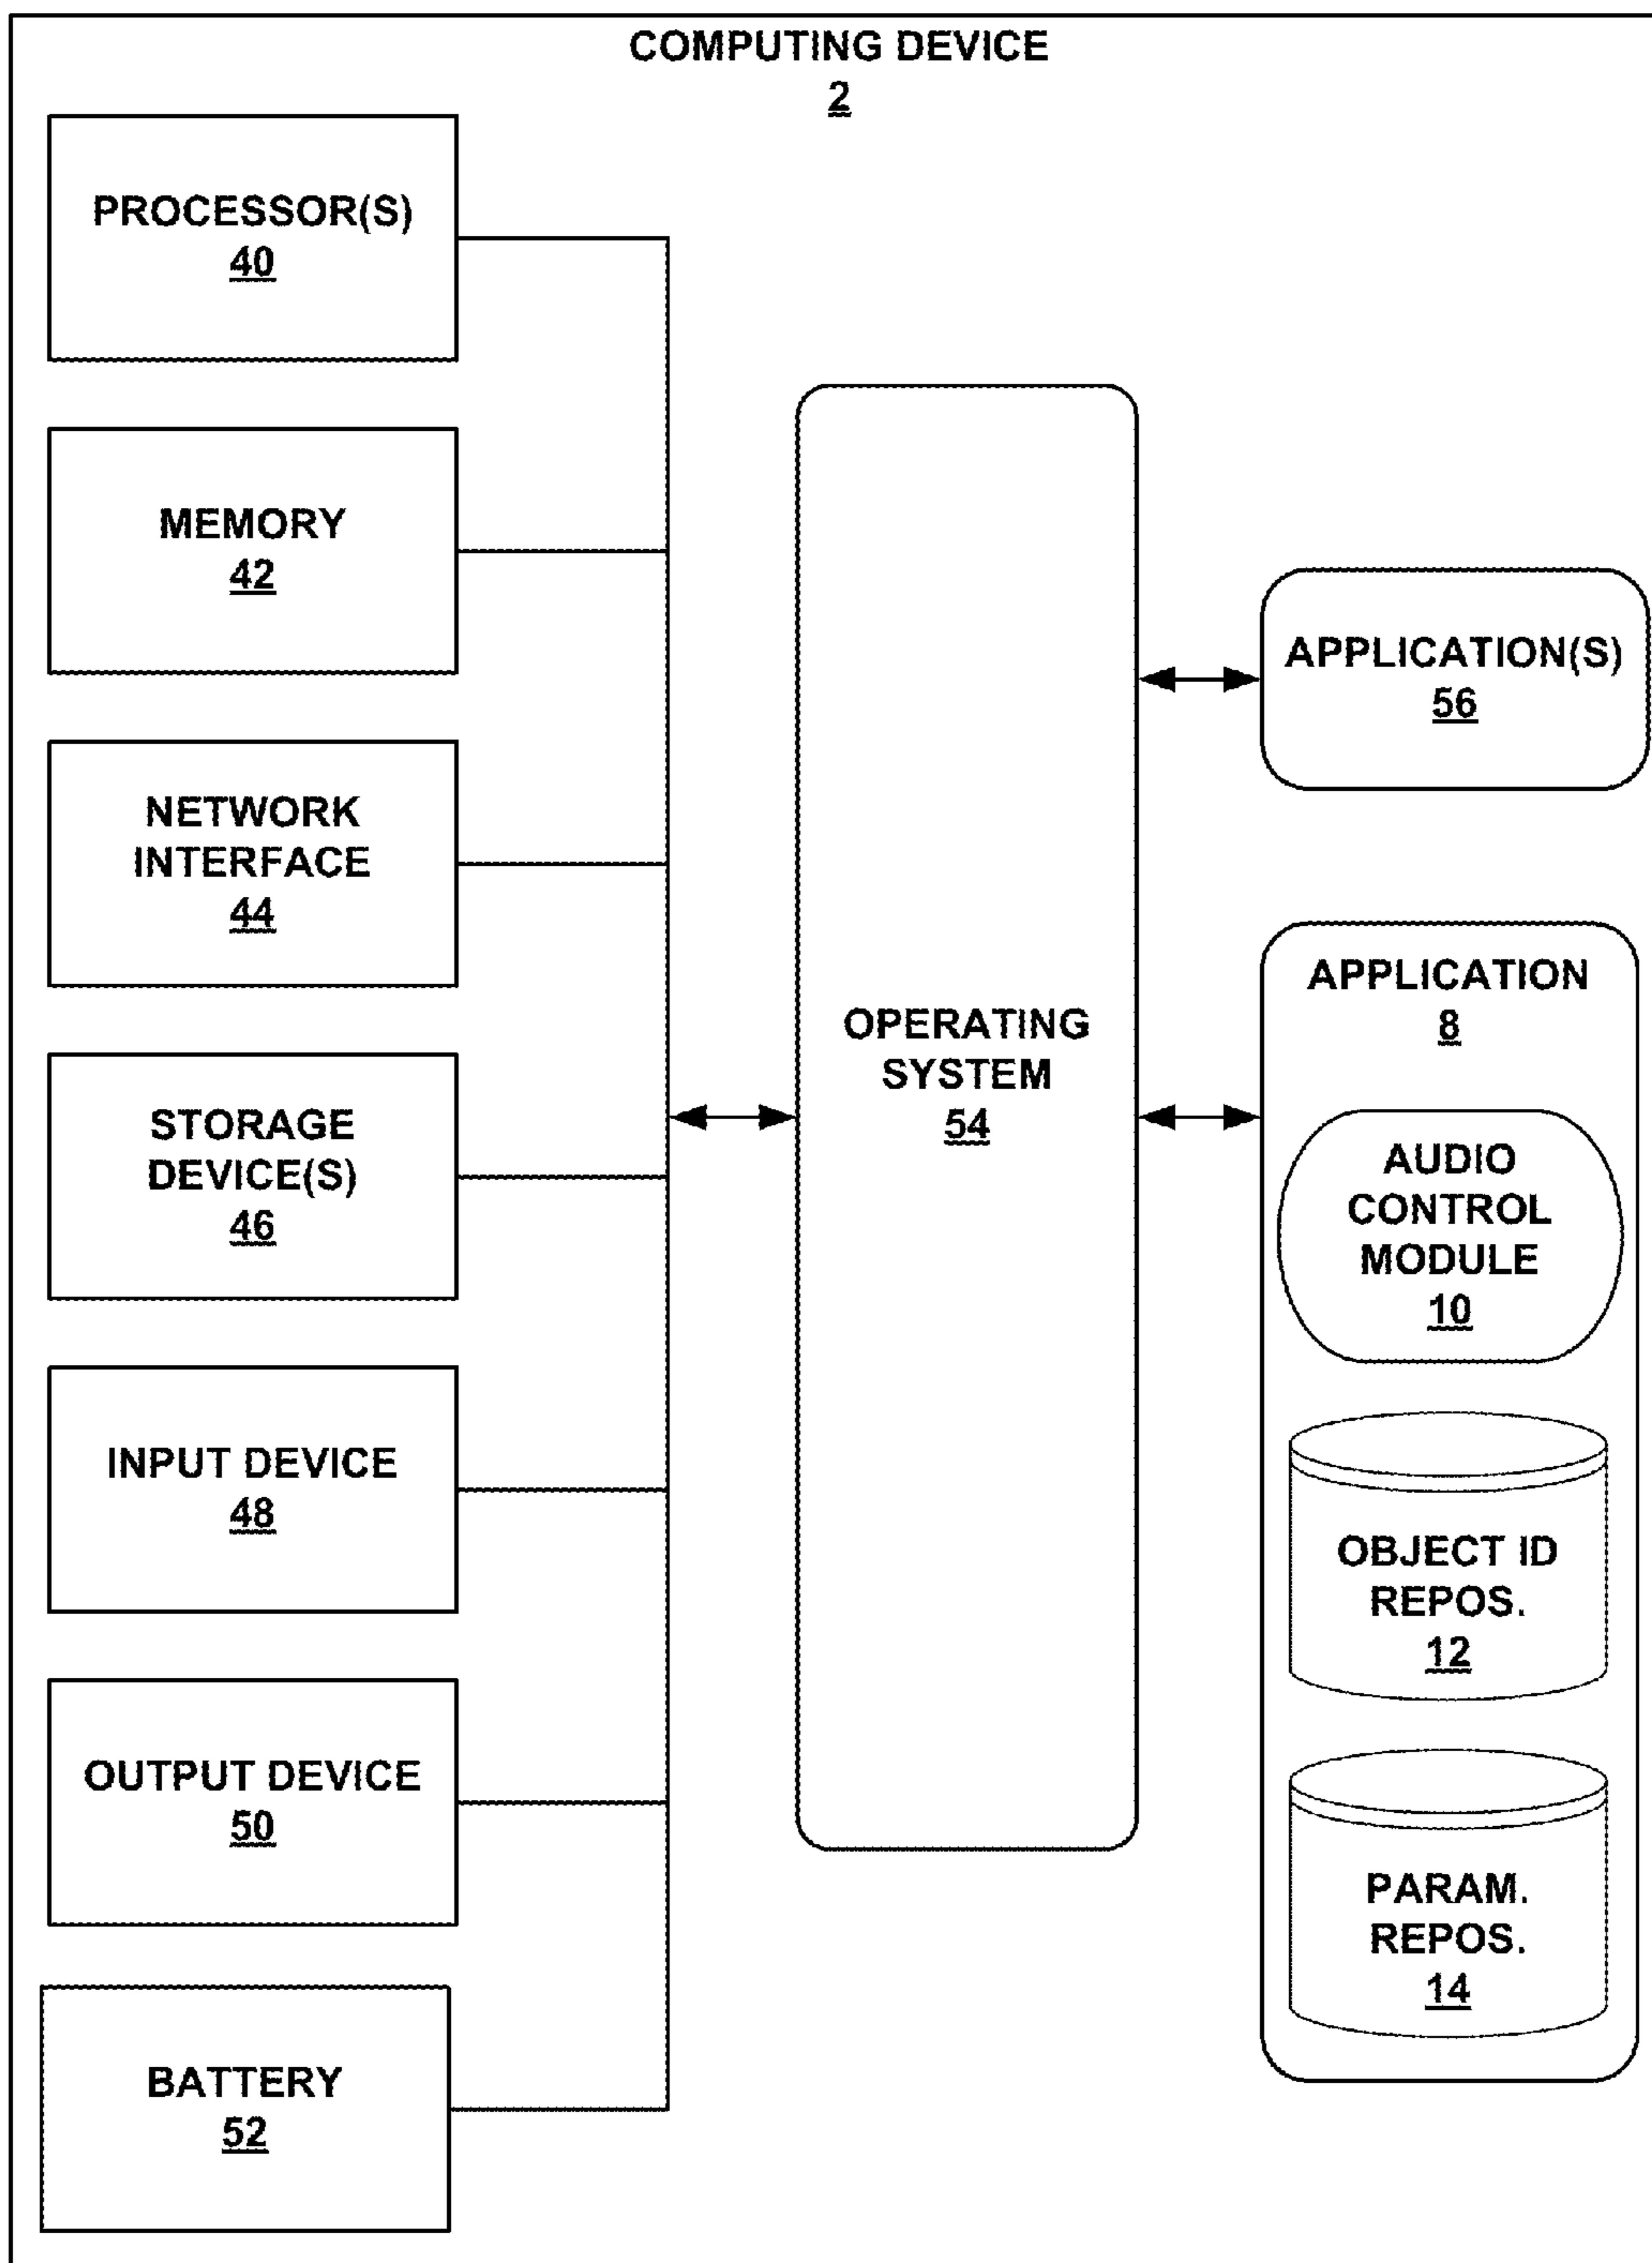 COMPUTING DEVICE
2
PROCESSOR(S)
40
MEMORY
42
NETWORK
INTERFACE
44
STORAGE
DEVICE(S)
46
INPUT DEVICE
48
OUTPUT DEVICE
50
BATTERY
52
OPERATING
SYSTEM
54
APPLICATION(S)
56
APPLICATION
8
AUDIO
CONTROL
MODULE
10
OBJECT ID
REPOS.
12
PARAM.
REPOS.
14